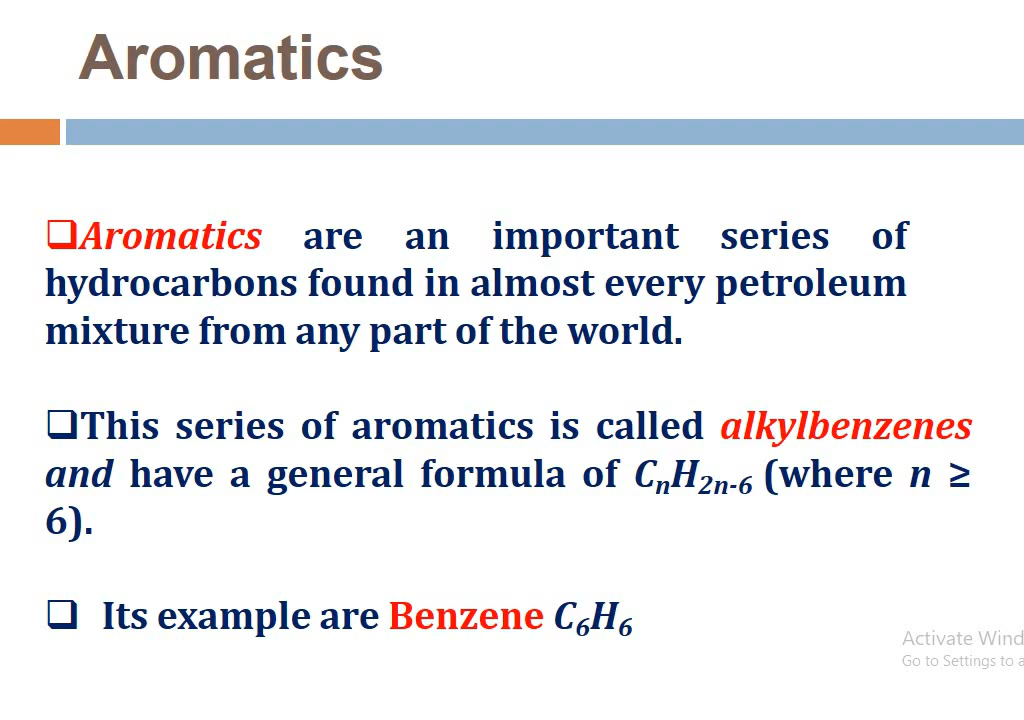 Aromatics
❑Aromatics are an important series of
hydrocarbons found in almost every petroleum
mixture from any part of the world.
❑This series of aromatics is called alkylbenzenes
and have a general formula of CₙH₂ₙ₋₆ (where n ≥
6).
❑ Its example are Benzene C₆H₆
Activate Wind
Go to Settings to a